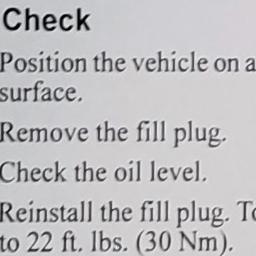 Check
Position the vehicle on a
surface.
Remove the fill plug.
Check the oil level.
Reinstall the fill plug. To
to 22 ft. lbs. (30 Nm).